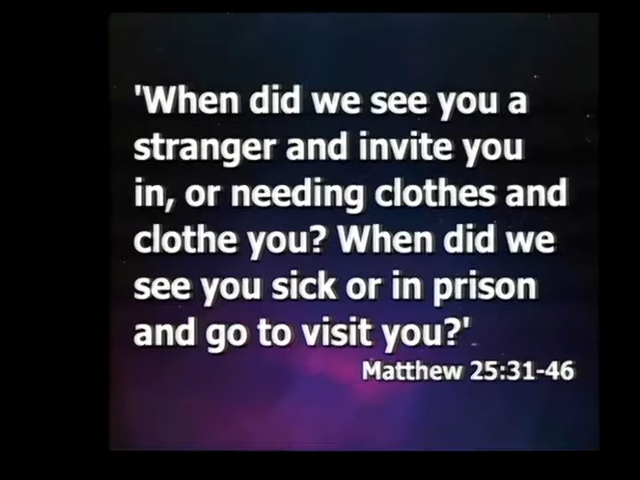 'When did we see you a
stranger and invite you
in, or needing clothes and
clothe you? When did we
see you sick or in prison
and go to visit you?'
Matthew 25:31-46